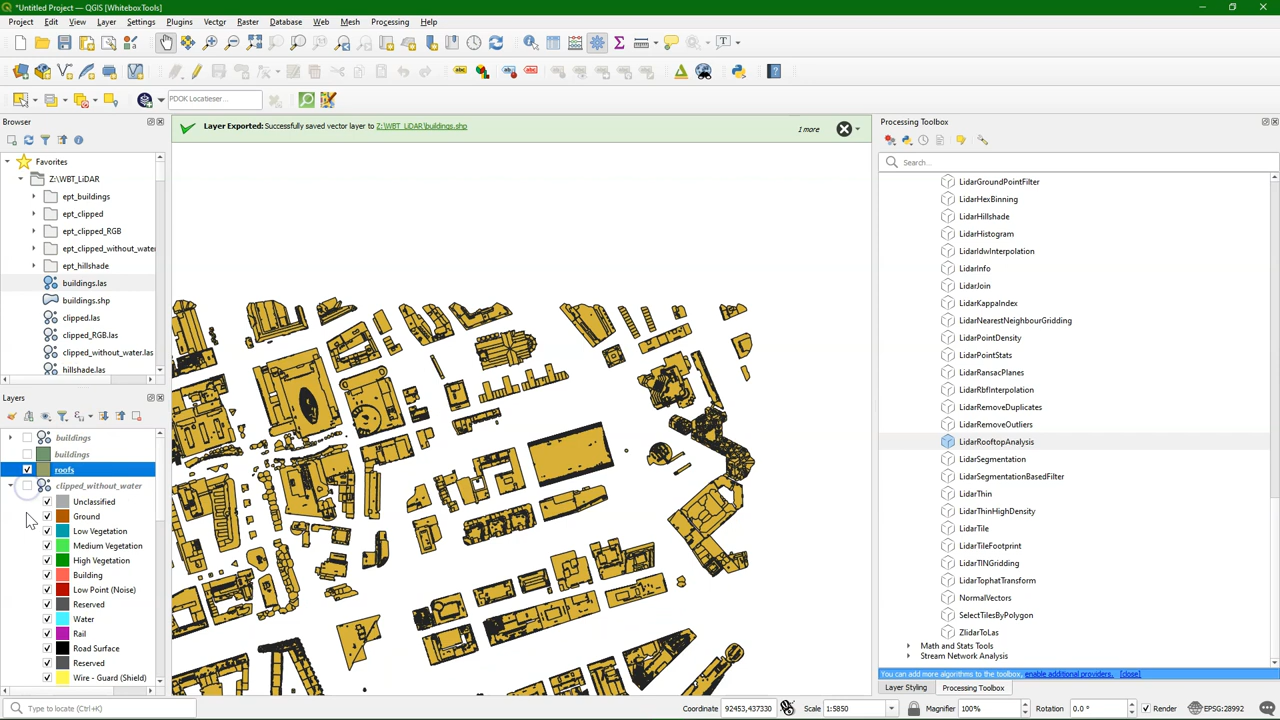 *Untitled Project — QGIS [WhiteboxTools]
Project Edit View Layer Settings Plugins Vector Raster Database Web Mesh Processing Help
PDOK Locatieser...
Browser
Layer Exported: Successfully saved vector layer to Z:\WBT_LiDAR\buildings.shp
1 more
Processing Toolbox
Search...
Favorites
Z:\WBT_LiDAR
ept_buildings
ept_clipped
ept_clipped_RGB
ept_clipped_without_water
ept_hillshade
buildings.las
buildings.shp
clipped.las
clipped_RGB.las
clipped_without_water.las
hillshade.las
Layers
buildings
buildings
roofs
clipped_without_water
Unclassified
Ground
Low Vegetation
Medium Vegetation
High Vegetation
Building
Low Point (Noise)
Reserved
Water
Rail
Road Surface
Reserved
Wire - Guard (Shield)
LidarGroundPointFilter
LidarHexBinning
LidarHillshade
LidarHistogram
LidarIdwInterpolation
LidarInfo
LidarJoin
LidarKappaIndex
LidarNearestNeighbourGridding
LidarPointDensity
LidarPointStats
LidarRansacPlanes
LidarRbfInterpolation
LidarRemoveDuplicates
LidarRemoveOutliers
LidarRooftopAnalysis
LidarSegmentation
LidarSegmentationBasedFilter
LidarThin
LidarThinHighDensity
LidarTile
LidarTileFootprint
LidarTINGridding
LidarTophatTransform
NormalVectors
SelectTilesByPolygon
ZlidarToLas
Math and Stats Tools
Stream Network Analysis
You can add more algorithms to the toolbox, enable additional providers. [close]
Layer Styling Processing Toolbox
Type to locate (Ctrl+K)
Coordinate 92453,437330 Scale 1:5850 Magnifier 100% Rotation 0.0 ° Render EPSG:28992